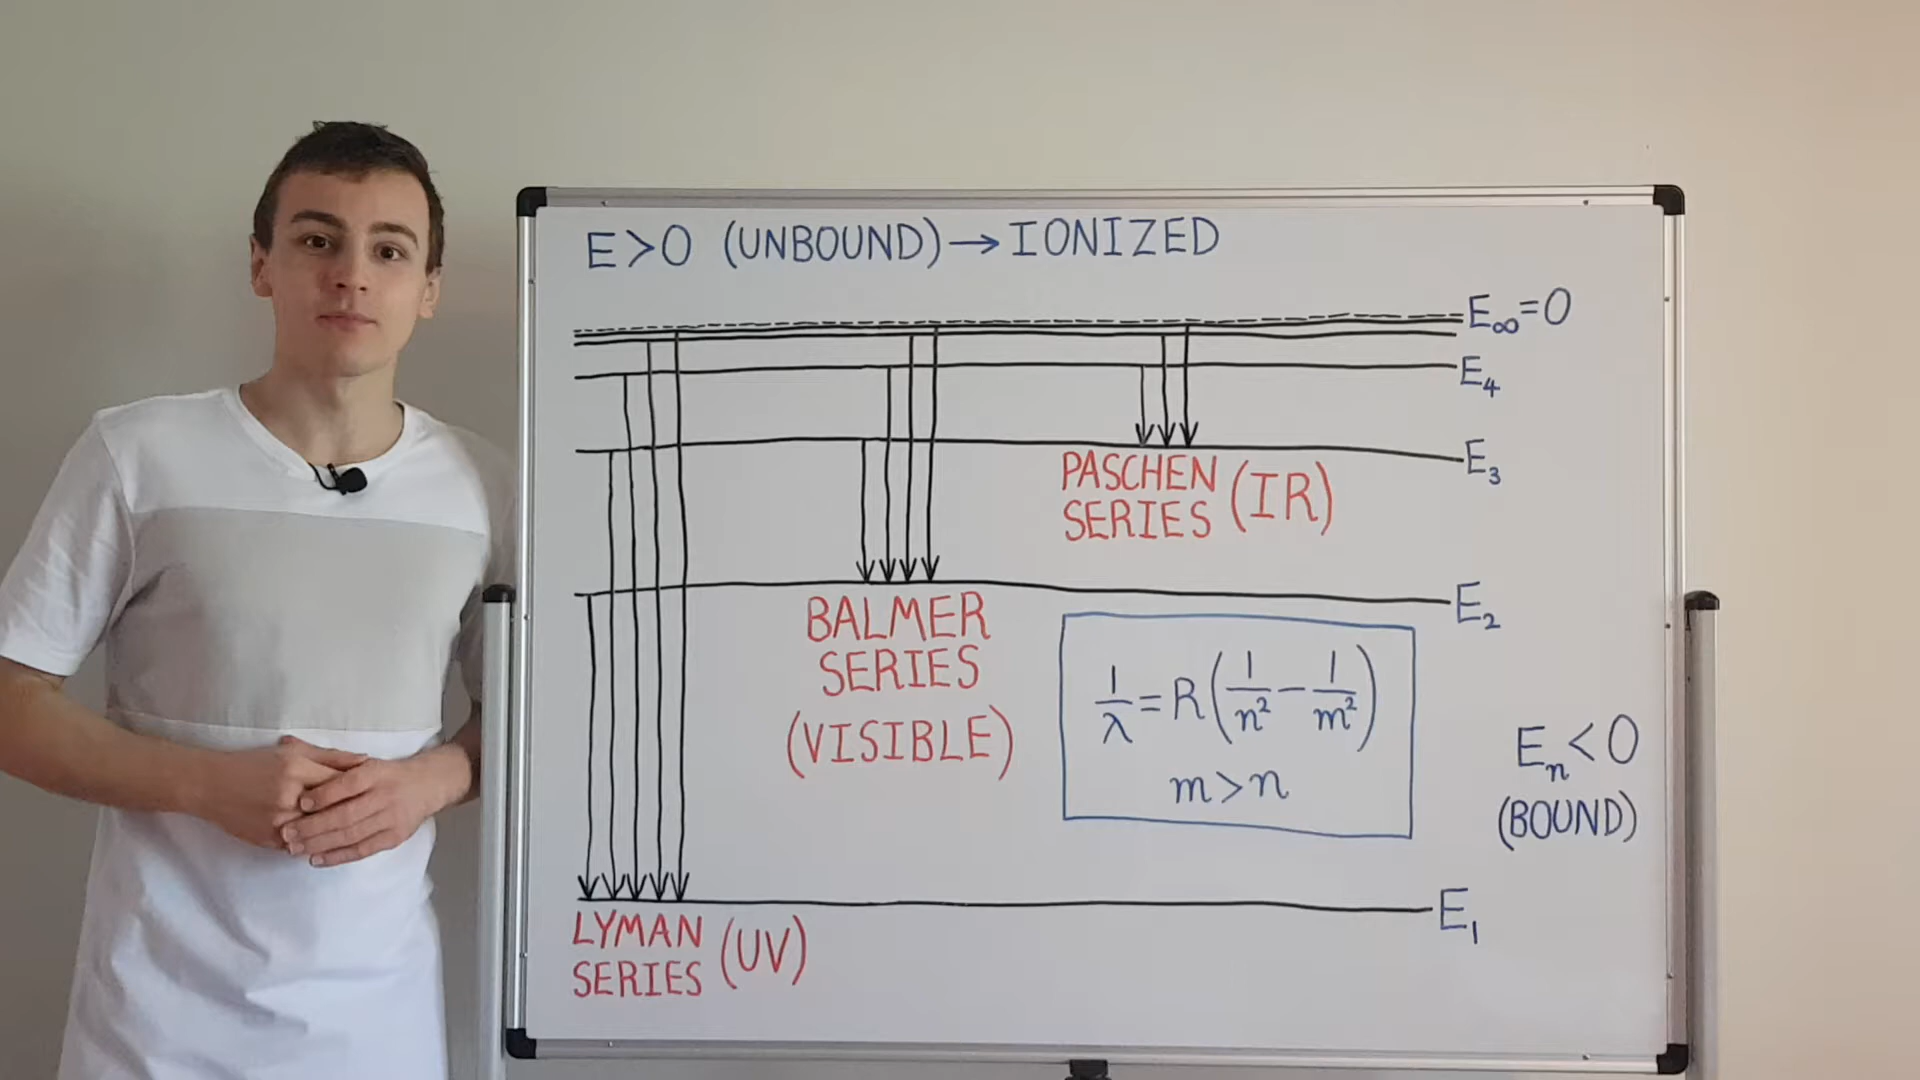 E>0 (UNBOUND)→IONIZED
E∞=0
E₄
E₃
PASCHEN
SERIES (IR)
E₂
BALMER
SERIES
(VISIBLE)
1/λ=R(1/n²−1/m²)
m>n
Eₙ<0
(BOUND)
E₁
LYMAN
SERIES (UV)